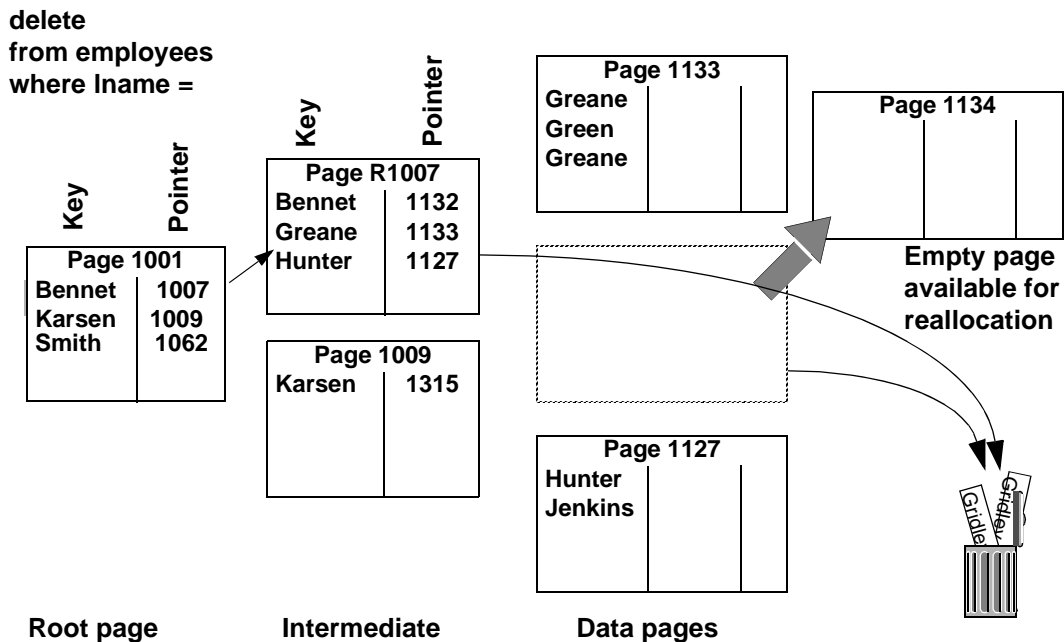 delete
from employees
where lname =
Key
Pointer
Page 1001
Bennet 1007
Karsen 1009
Smith 1062
Root page
Key
Pointer
Page R1007
Bennet 1132
Greane 1133
Hunter 1127
Page 1009
Karsen 1315
Intermediate
Page 1133
Greane
Green
Greane
Page 1127
Hunter
Jenkins
Data pages
Page 1134
Empty page
available for
reallocation
Gridley
Gridley